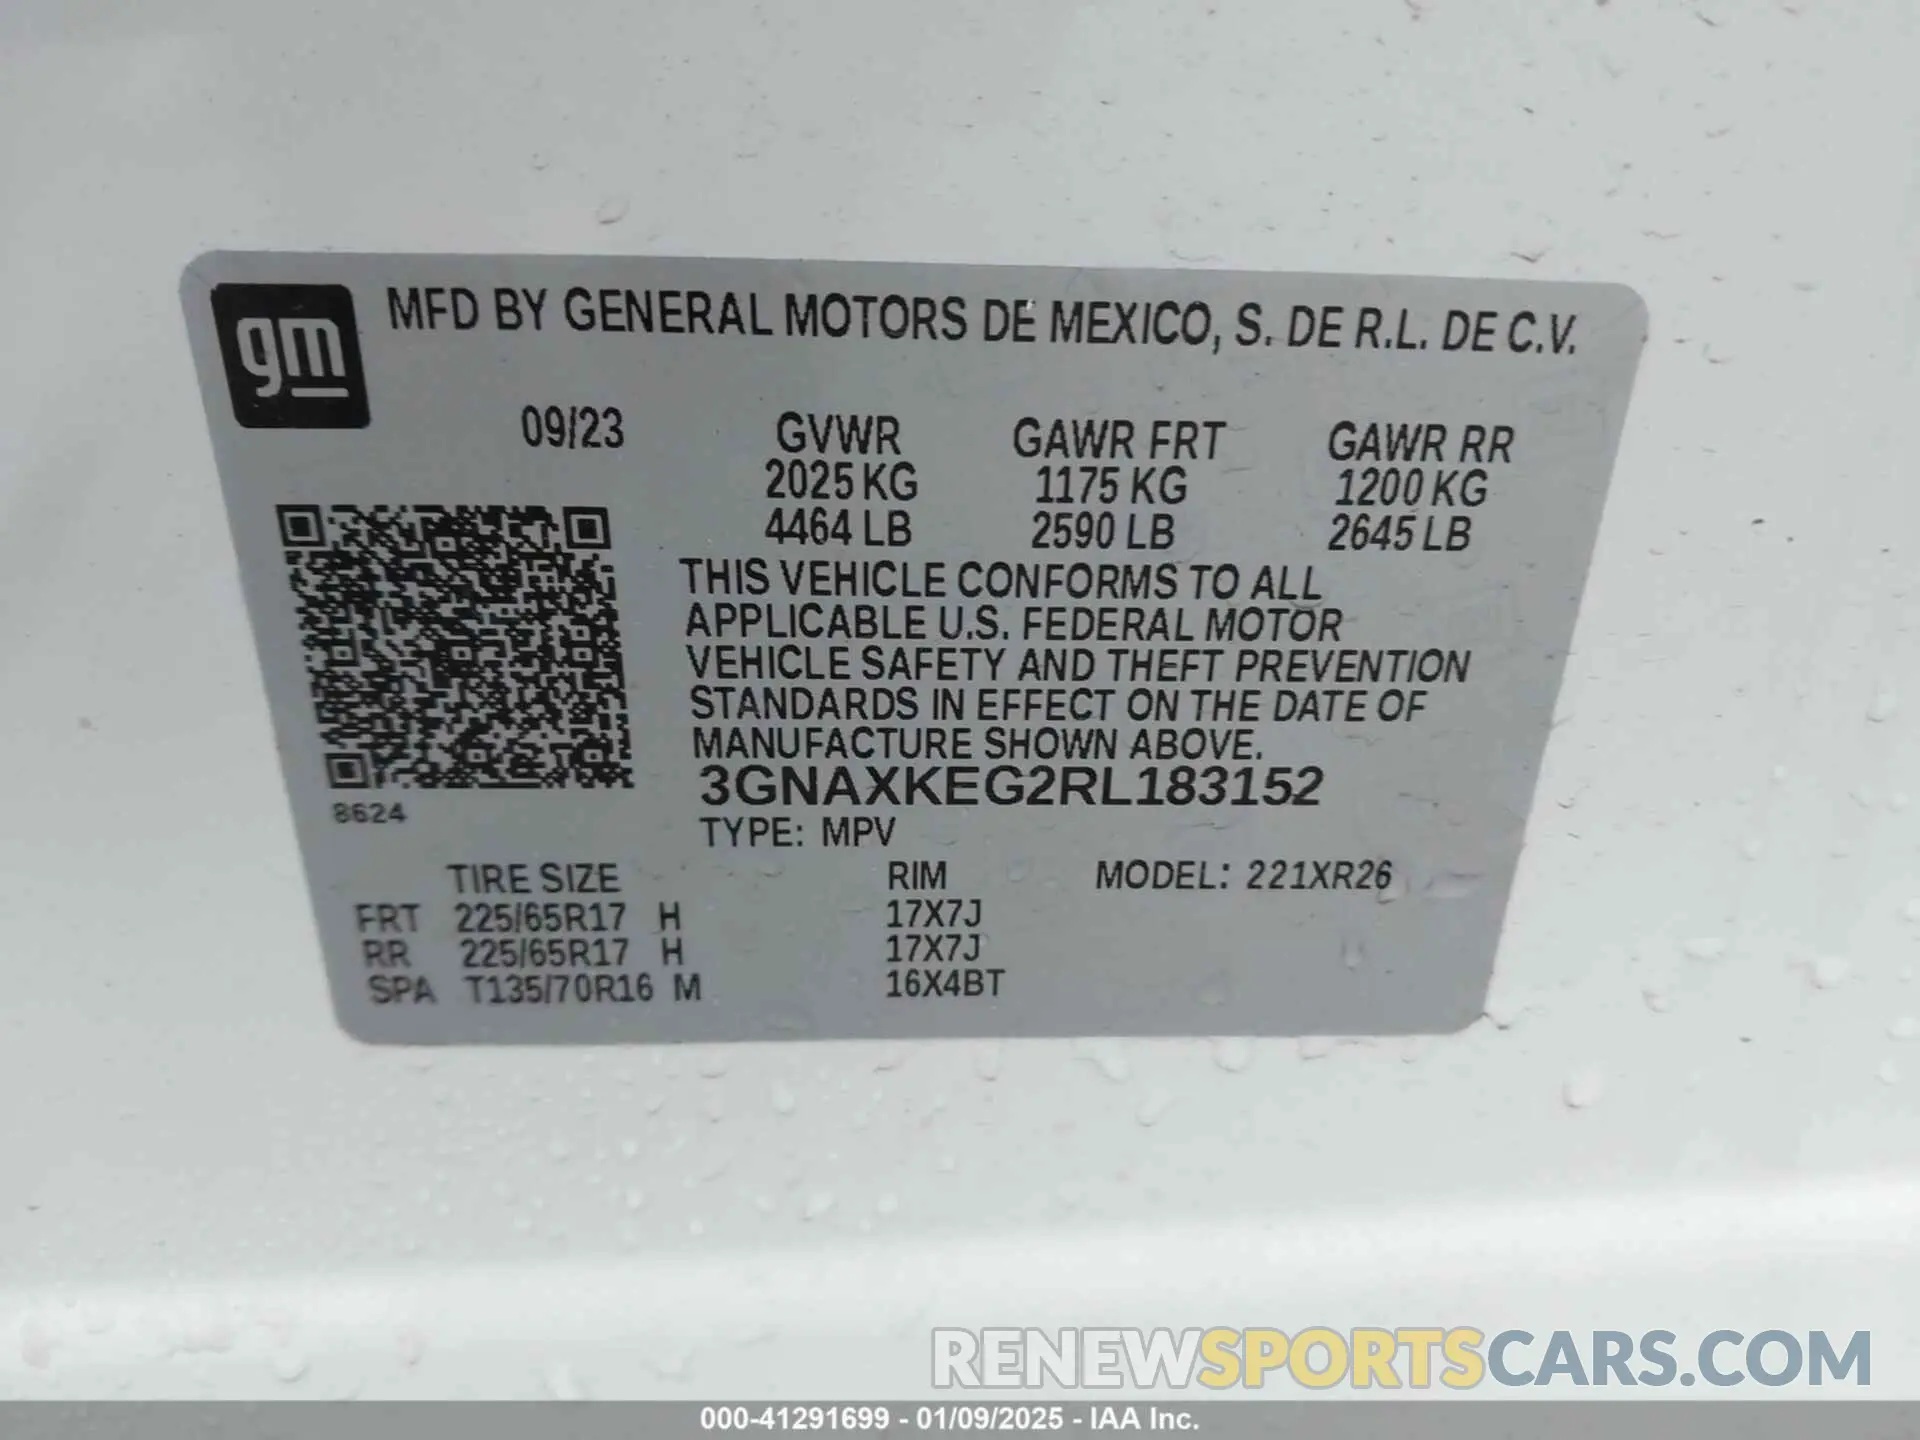 gm
MFD BY GENERAL MOTORS DE MEXICO, S. DE R.L. DE C.V.
09/23 GVWR GAWR FRT GAWR RR
2025 KG 1175 KG 1200 KG
4464 LB 2590 LB 2645 LB
THIS VEHICLE CONFORMS TO ALL
APPLICABLE U.S. FEDERAL MOTOR
VEHICLE SAFETY AND THEFT PREVENTION
STANDARDS IN EFFECT ON THE DATE OF
MANUFACTURE SHOWN ABOVE.
3GNAXKEG2RL183152
8624
TYPE: MPV
TIRE SIZE RIM MODEL: 221XR26
FRT 225/65R17 H 17X7J
RR 225/65R17 H 17X7J
SPA T135/70R16 M 16X4BT
RENEWSPORTSCARS.COM
000-41291699 - 01/09/2025 - IAA Inc.